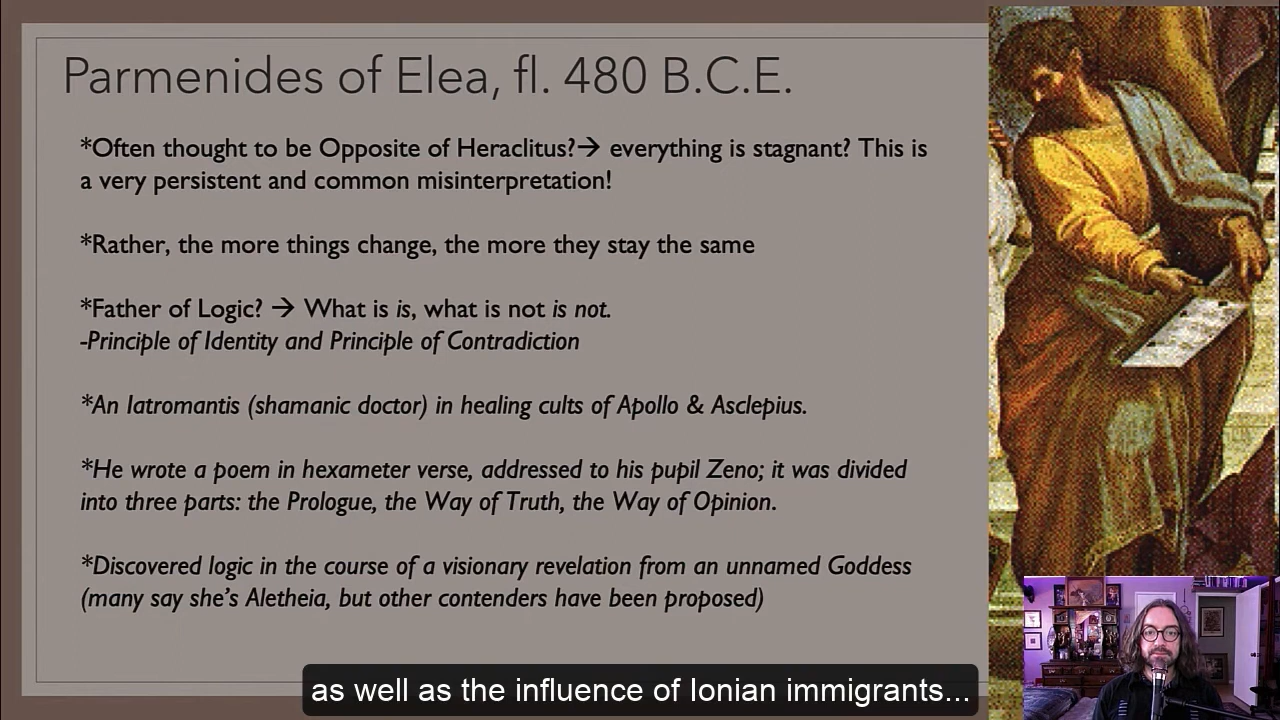 Parmenides of Elea, fl. 480 B.C.E.
*Often thought to be Opposite of Heraclitus?→ everything is stagnant? This is
a very persistent and common misinterpretation!
*Rather, the more things change, the more they stay the same
*Father of Logic? → What is is, what is not is not.
-Principle of Identity and Principle of Contradiction
*An Iatromantis (shamanic doctor) in healing cults of Apollo & Asclepius.
*He wrote a poem in hexameter verse, addressed to his pupil Zeno; it was divided
into three parts: the Prologue, the Way of Truth, the Way of Opinion.
*Discovered logic in the course of a visionary revelation from an unnamed Goddess
(many say she's Aletheia, but other contenders have been proposed)
as well as the influence of Ionian immigrants...